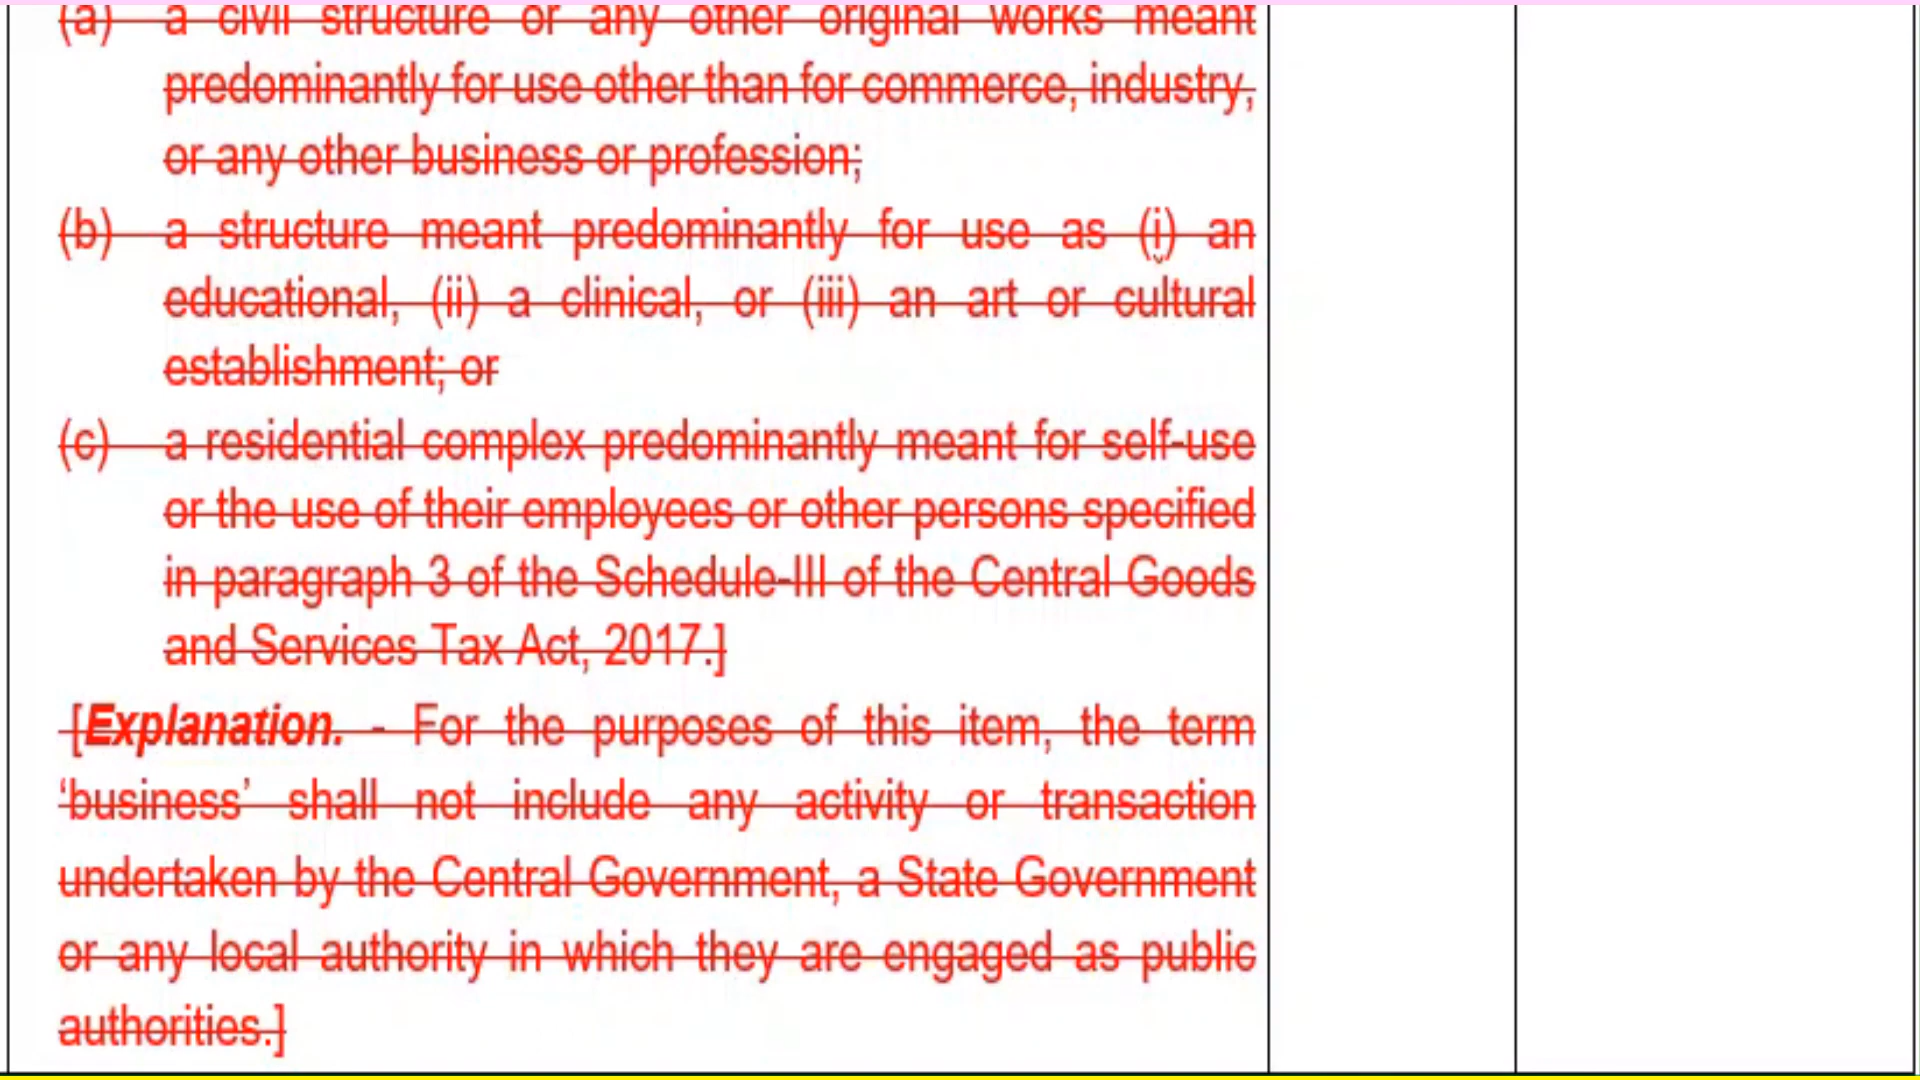 (a) a civil structure or any other original works meant
predominantly for use other than for commerce, industry,
or any other business or profession;
(b) a structure meant predominantly for use as (i) an
educational, (ii) a clinical, or (iii) an art or cultural
establishment; or
(c) a residential complex predominantly meant for self-use
or the use of their employees or other persons specified
in paragraph 3 of the Schedule-III of the Central Goods
and Services Tax Act, 2017.]
[Explanation. - For the purposes of this item, the term
‘business’ shall not include any activity or transaction
undertaken by the Central Government, a State Government
or any local authority in which they are engaged as public
authorities.]